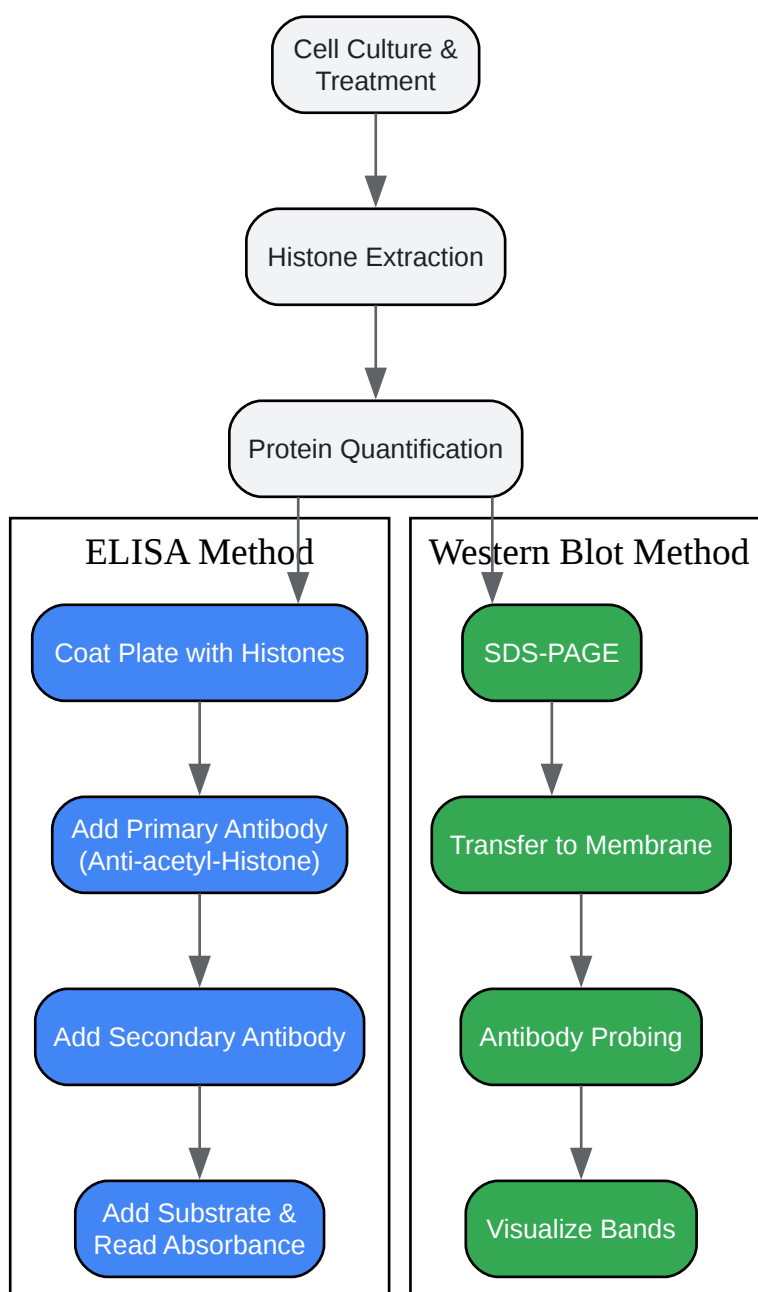 Cell Culture &
Treatment
Histone Extraction
Protein Quantification
ELISA Method
Coat Plate with Histones
Add Primary Antibody
(Anti-acetyl-Histone)
Add Secondary Antibody
Add Substrate &
Read Absorbance
Western Blot Method
SDS-PAGE
Transfer to Membrane
Antibody Probing
Visualize Bands